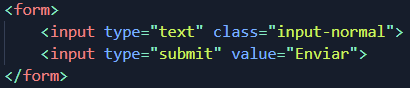 <form>
    <input type="text" class="input-normal">
    <input type="submit" value="Enviar">
</form>